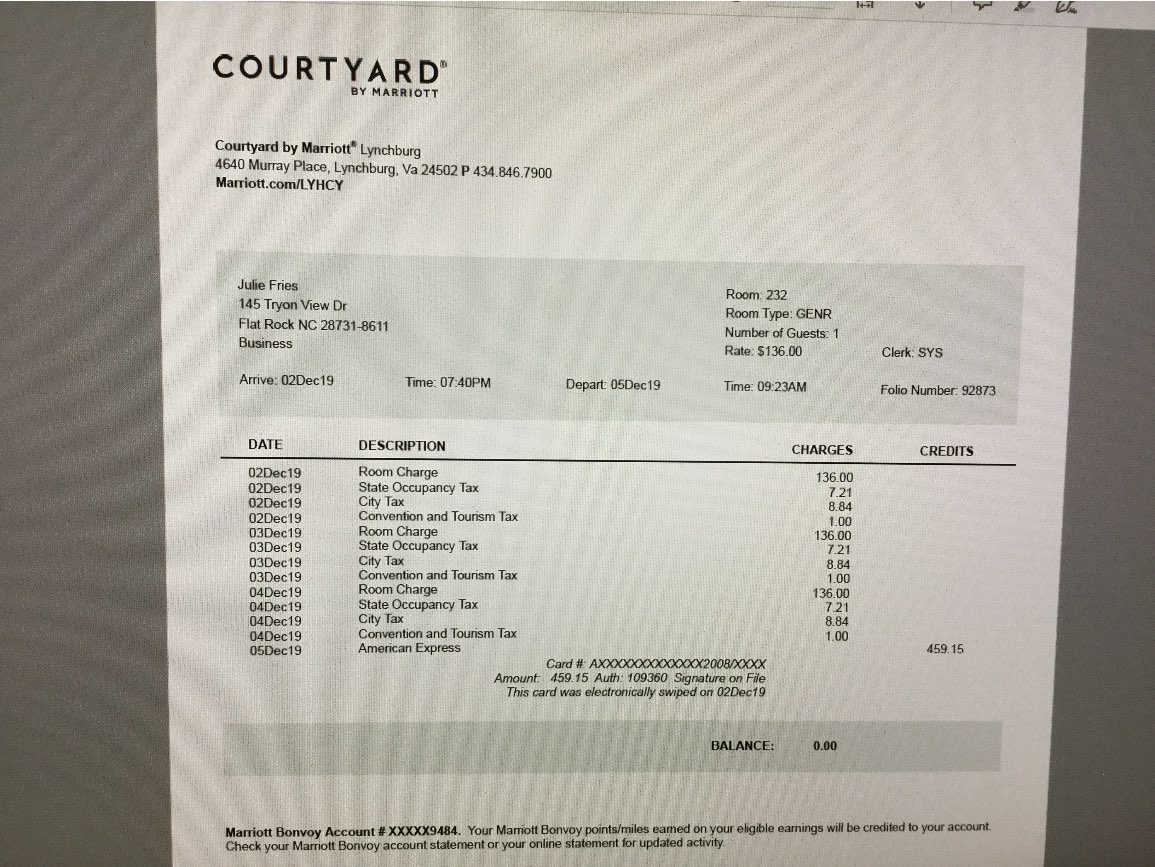 COURTYARD®
BY MARRIOTT
Courtyard by Marriott® Lynchburg
4640 Murray Place, Lynchburg, Va 24502 P 434.846.7900
Marriott.com/LYHCY
Julie Fries
145 Tryon View Dr
Flat Rock NC 28731-8611
Business
Room: 232
Room Type: GENR
Number of Guests: 1
Rate: $136.00 Clerk: SYS
Arrive: 02Dec19 Time: 07:40PM Depart: 05Dec19 Time: 09:23AM Folio Number: 92873
DATE DESCRIPTION CHARGES CREDITS
02Dec19 Room Charge 136.00
02Dec19 State Occupancy Tax 7.21
02Dec19 City Tax 8.84
02Dec19 Convention and Tourism Tax 1.00
03Dec19 Room Charge 136.00
03Dec19 State Occupancy Tax 7.21
03Dec19 City Tax 8.84
03Dec19 Convention and Tourism Tax 1.00
04Dec19 Room Charge 136.00
04Dec19 State Occupancy Tax 7.21
04Dec19 City Tax 8.84
04Dec19 Convention and Tourism Tax 1.00
05Dec19 American Express 459.15
Card #: AXXXXXXXXXXXXX2008/XXXX
Amount: 459.15 Auth: 109360 Signature on File
This card was electronically swiped on 02Dec19
BALANCE: 0.00
Marriott Bonvoy Account # XXXXX9484. Your Marriott Bonvoy points/miles earned on your eligible earnings will be credited to your account.
Check your Marriott Bonvoy account statement or your online statement for updated activity.